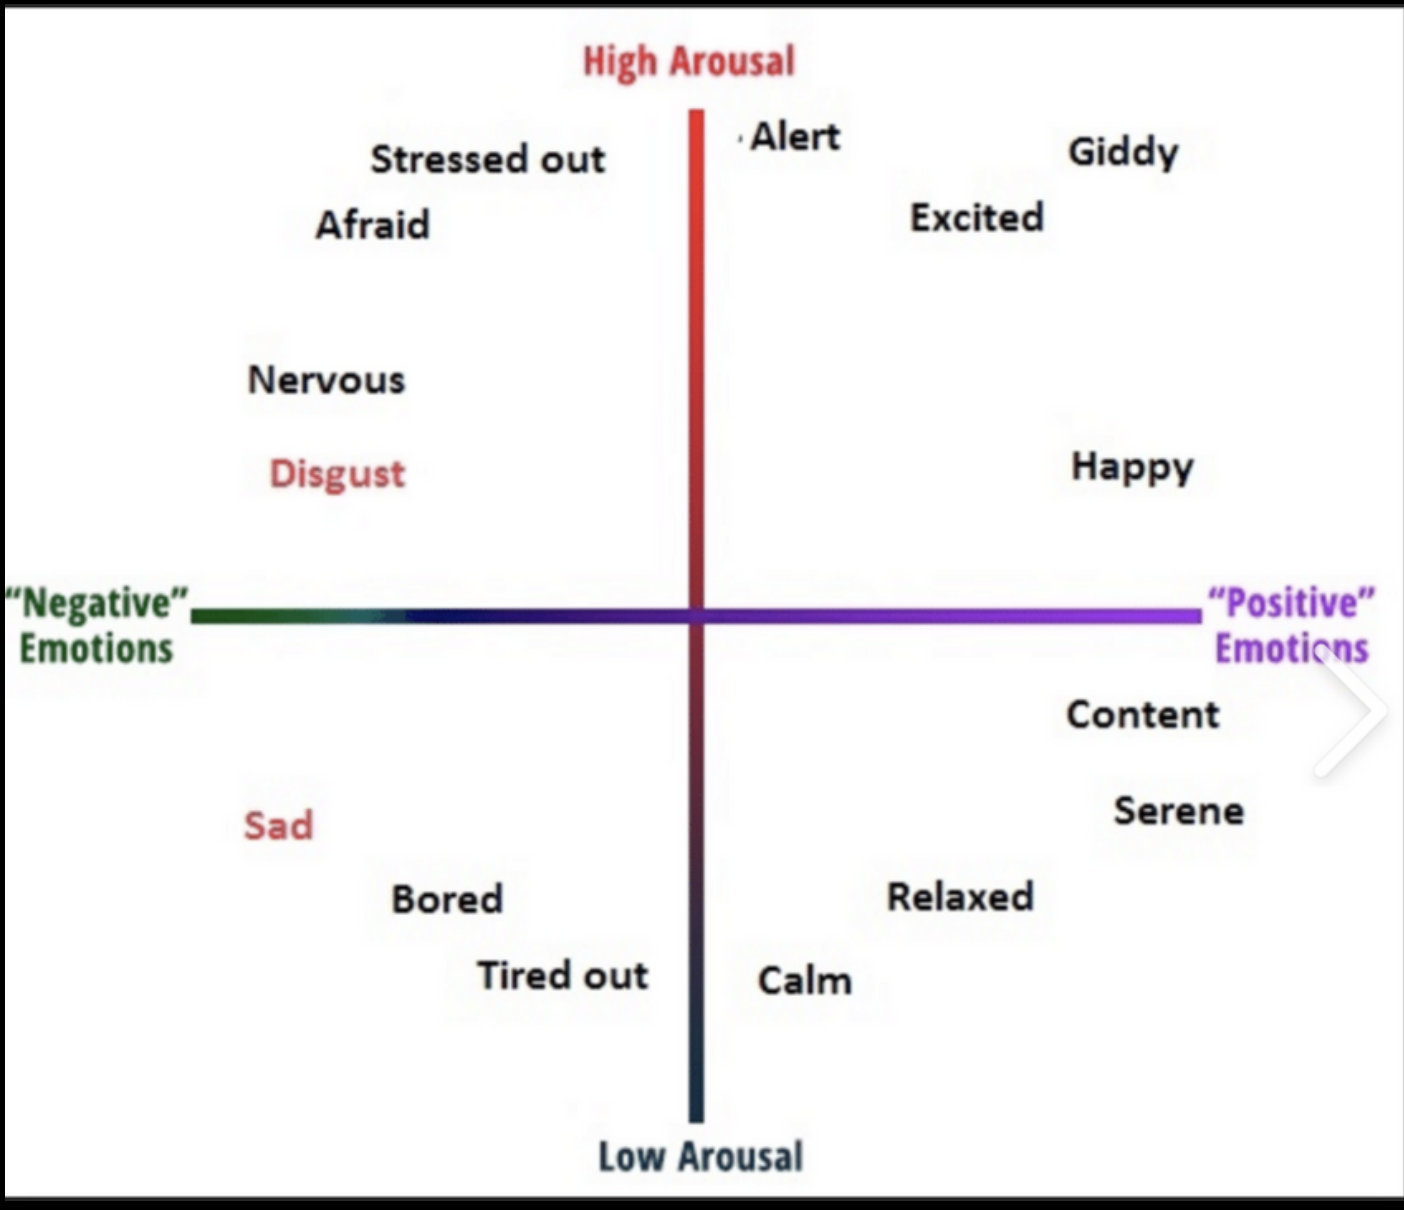 High Arousal
Alert
Stressed out
Giddy
Afraid
Excited
Nervous
Disgust
Happy
“Negative”
Emotions
“Positive”
Emotions
Content
Sad
Serene
Bored
Relaxed
Tired out
Calm
Low Arousal